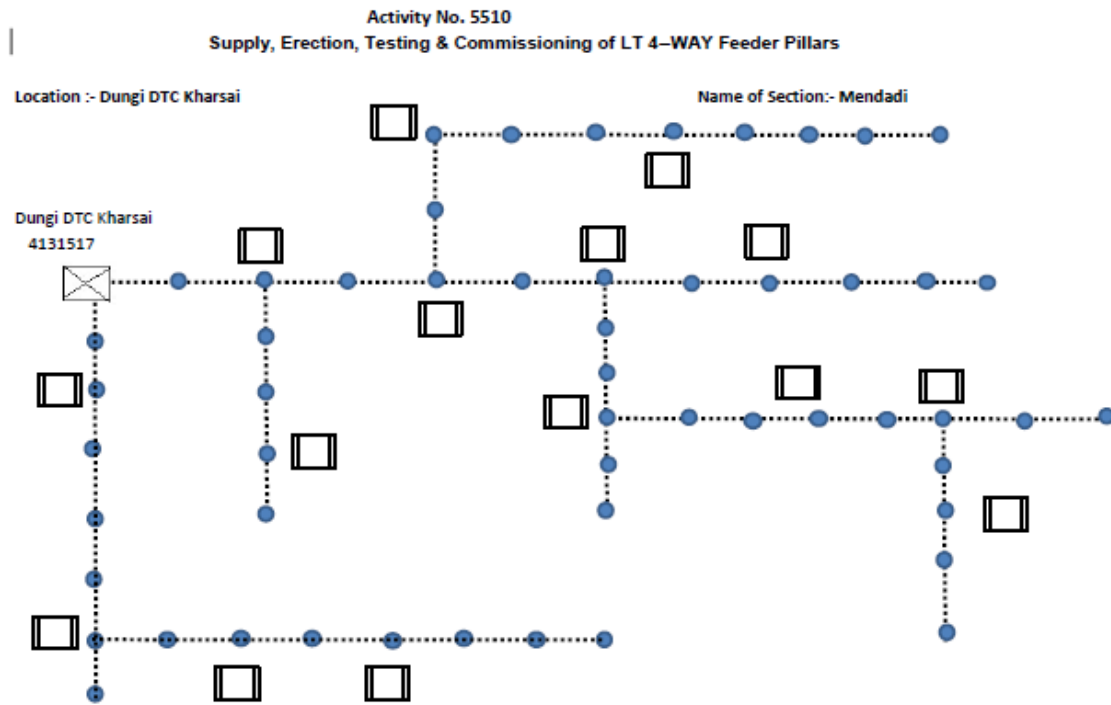 Activity No. 5510
Supply, Erection, Testing & Commissioning of LT 4–WAY Feeder Pillars
Location :- Dungi DTC Kharsai
Name of Section:- Mendadi
Dungi DTC Kharsai
4131517